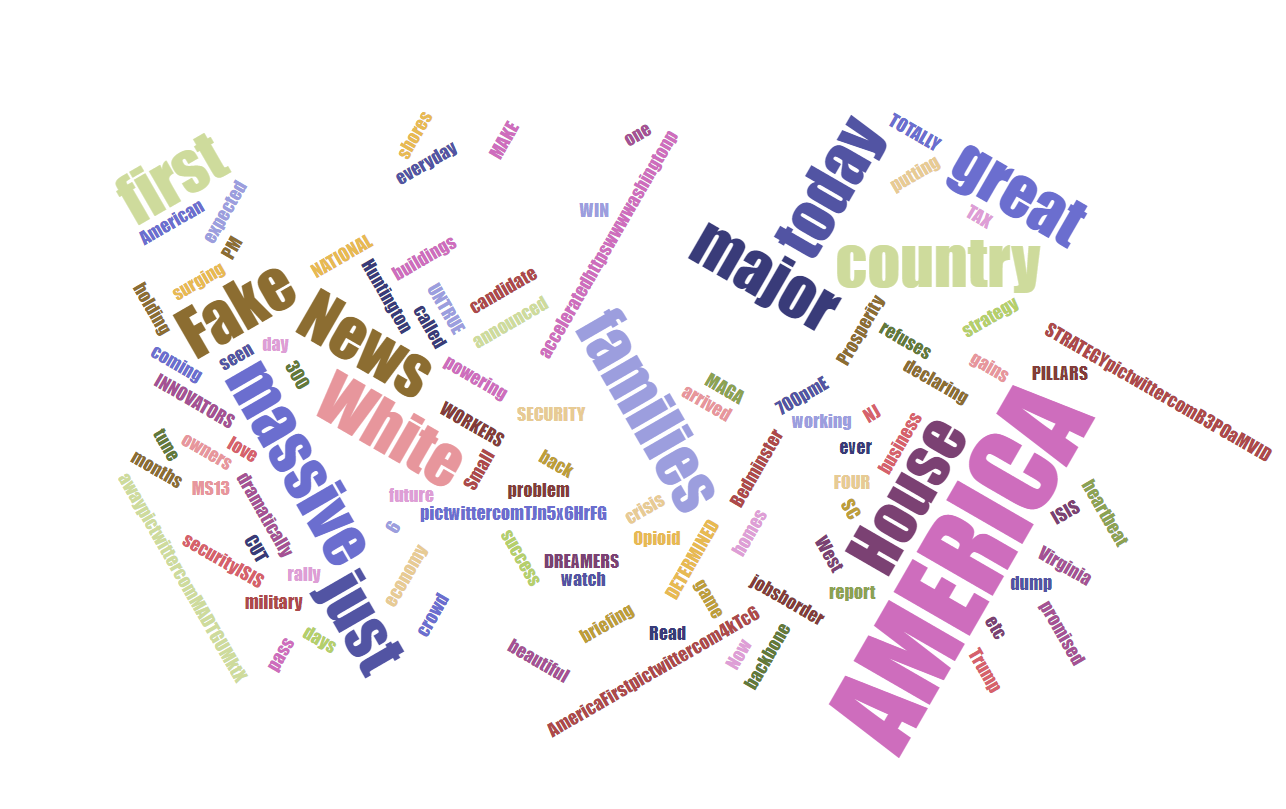 first
American
expected
PM
shores
everyday
MAKE
one
acceleratedhttpswwwwashingtonp
WIN
today
TOTALLY
putting
great
TAX
major
country
holding
surging
Fake
NATIONAL
Huntington
buildings
News
UNTRUE
called
candidate
announced
families
Prosperity
refuses
strategy
declaring
gains
PILLARS
STRATEGYpictwittercomB3P0aMVID
coming
seen
day
300
INNOVATORS
massive
White
powering
WORKERS
SECURITY
MAGA
arrived
700pmE
working
NJ
business
ever
House
AMERICA
tune
owners
love
months
MS13
dramatically
Small
back
problem
future
pictwittercomTJn5x6HrFG
6
crisis
Bedminster
FOUR
SC
ISIS
heartfelt
securityISIS
CUT
rally
military
just
economy
success
DREAMERS
watch
Opioid
DETERMINED
homes
West
report
Virginia
dump
pass
days
crowd
beautiful
briefing
Read
game
jobsborder
AmericaFirstpictwittercom4kTc6
Now
backbone
etc
Trump
promised